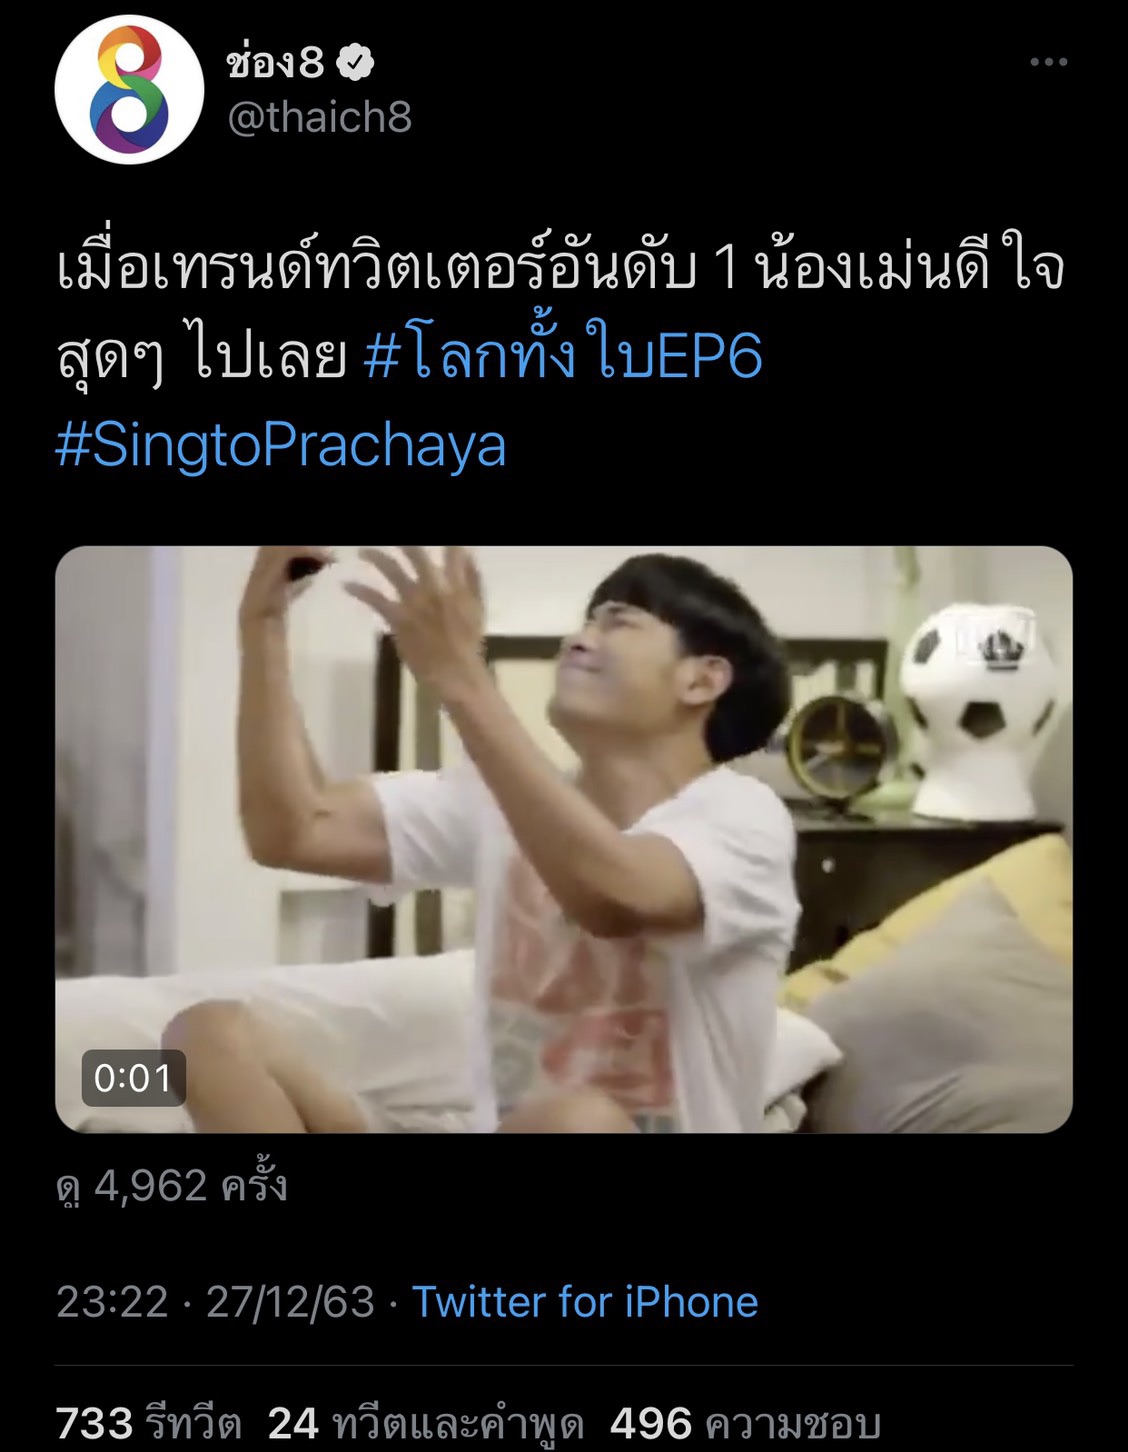 ช่อง8
@thaich8
เมื่อเทรนด์ทวิตเตอร์อันดับ 1 น้องเม่นดีใจ
สุดๆ ไปเลย #โลกทั้งใบEP6
#SingtoPrachaya
0:01
ดู 4,962 ครั้ง
23:22 · 27/12/63 · Twitter for iPhone
733 รีทวีต 24 ทวีตและคำพูด 496 ความชอบ